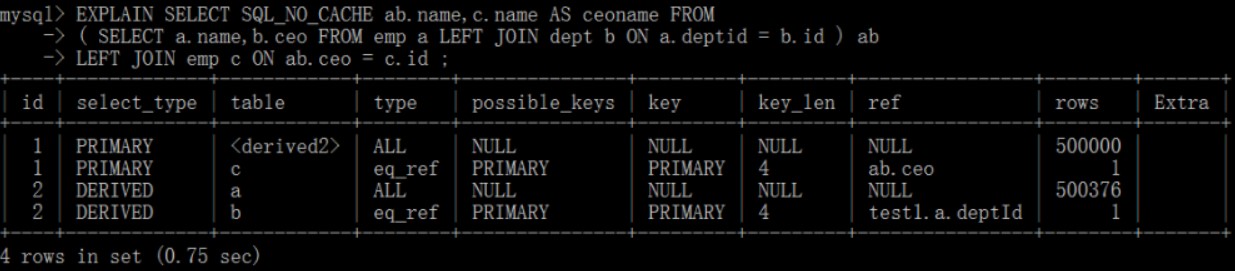 mysql> EXPLAIN SELECT SQL_NO_CACHE ab.name,c.name AS ceoname FROM
-> ( SELECT a.name,b.ceo FROM emp a LEFT JOIN dept b ON a.deptid = b.id ) ab
-> LEFT JOIN emp c ON ab.ceo = c.id ;
| id | select_type | table | type | possible_keys | key | key_len | ref | rows | Extra |
| 1 | PRIMARY | <derived2> | ALL | NULL | NULL | NULL | NULL | 500000 | |
| 1 | PRIMARY | c | eq_ref | PRIMARY | PRIMARY | 4 | ab.ceo | 1 | |
| 2 | DERIVED | a | ALL | NULL | NULL | NULL | NULL | 500376 | |
| 2 | DERIVED | b | eq_ref | PRIMARY | PRIMARY | 4 | test1.a.deptId | 1 | |
4 rows in set (0.75 sec)